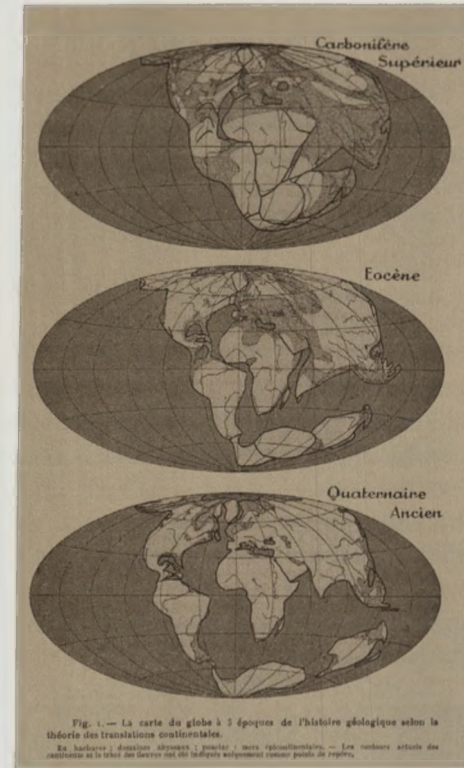 Carbonifère
Supérieur
Eocène
Quaternaire
Ancien
Fig. 1. — La carte du globe à 3 époques de l'histoire géologique selon la
théorie des translations continentales.
En hachures : domaines abyssaux ; pointillé : mers épicontinentales. — Les contours actuels des
continents et le tracé des fleuves ont été indiqués uniquement comme points de repère.